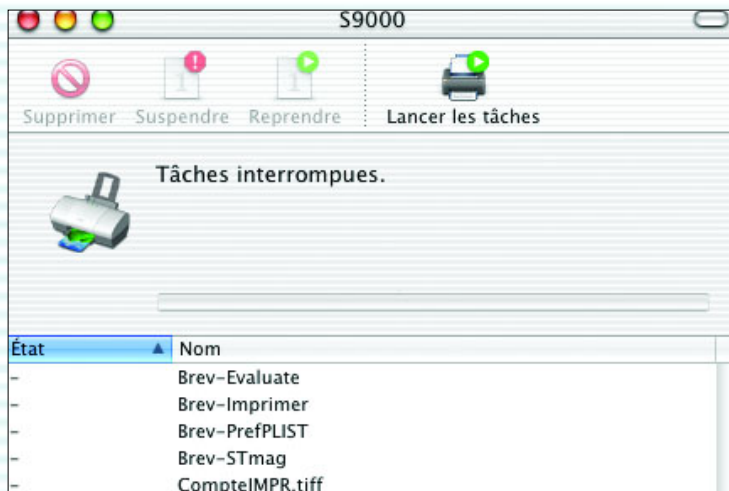 S9000
Supprimer Suspendre Reprendre Lancer les tâches
Tâches interrompues.
État Nom
– Brev-Evaluate
– Brev-Imprimer
– Brev-PrefPLIST
– Brev-STmag
– CompteIMPR.tiff